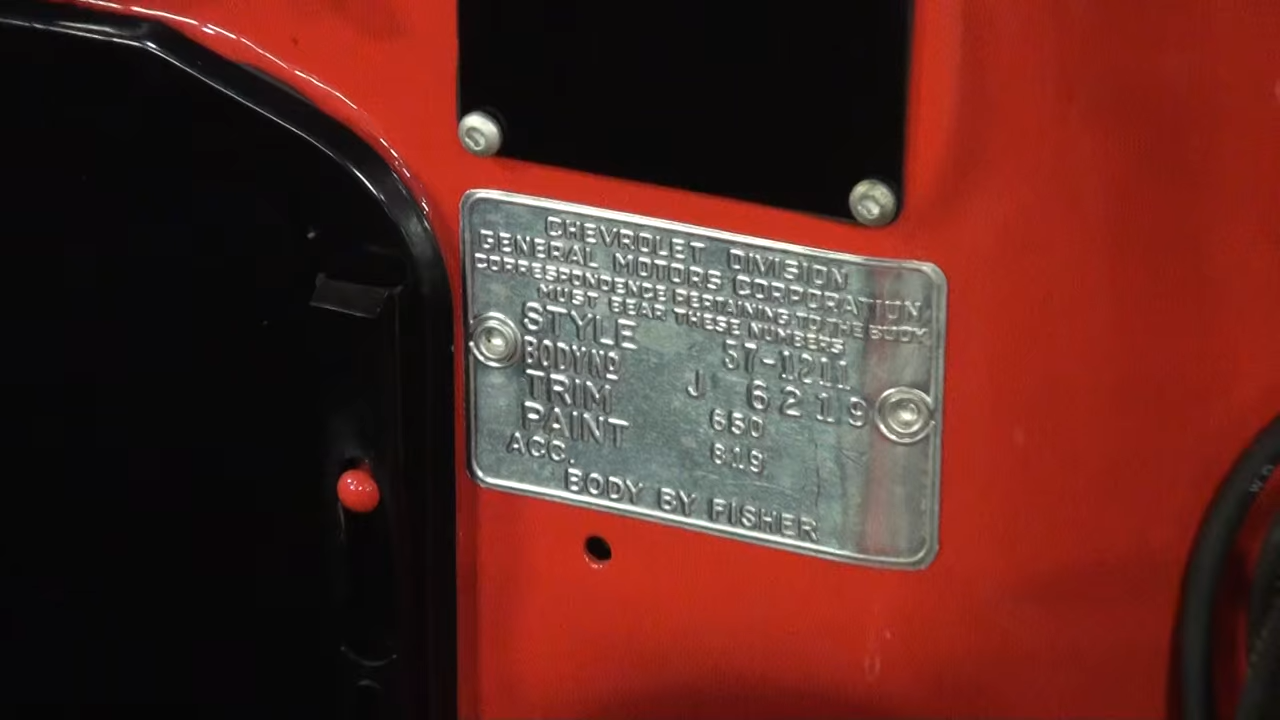 CHEVROLET DIVISION
GENERAL MOTORS CORPORATION
CORRESPONDENCE PERTAINING TO THE BODY
MUST BEAR THESE NUMBERS
STYLE 57-1211
BODY NO J 6219
TRIM 650
PAINT 819
ACC.
BODY BY FISHER